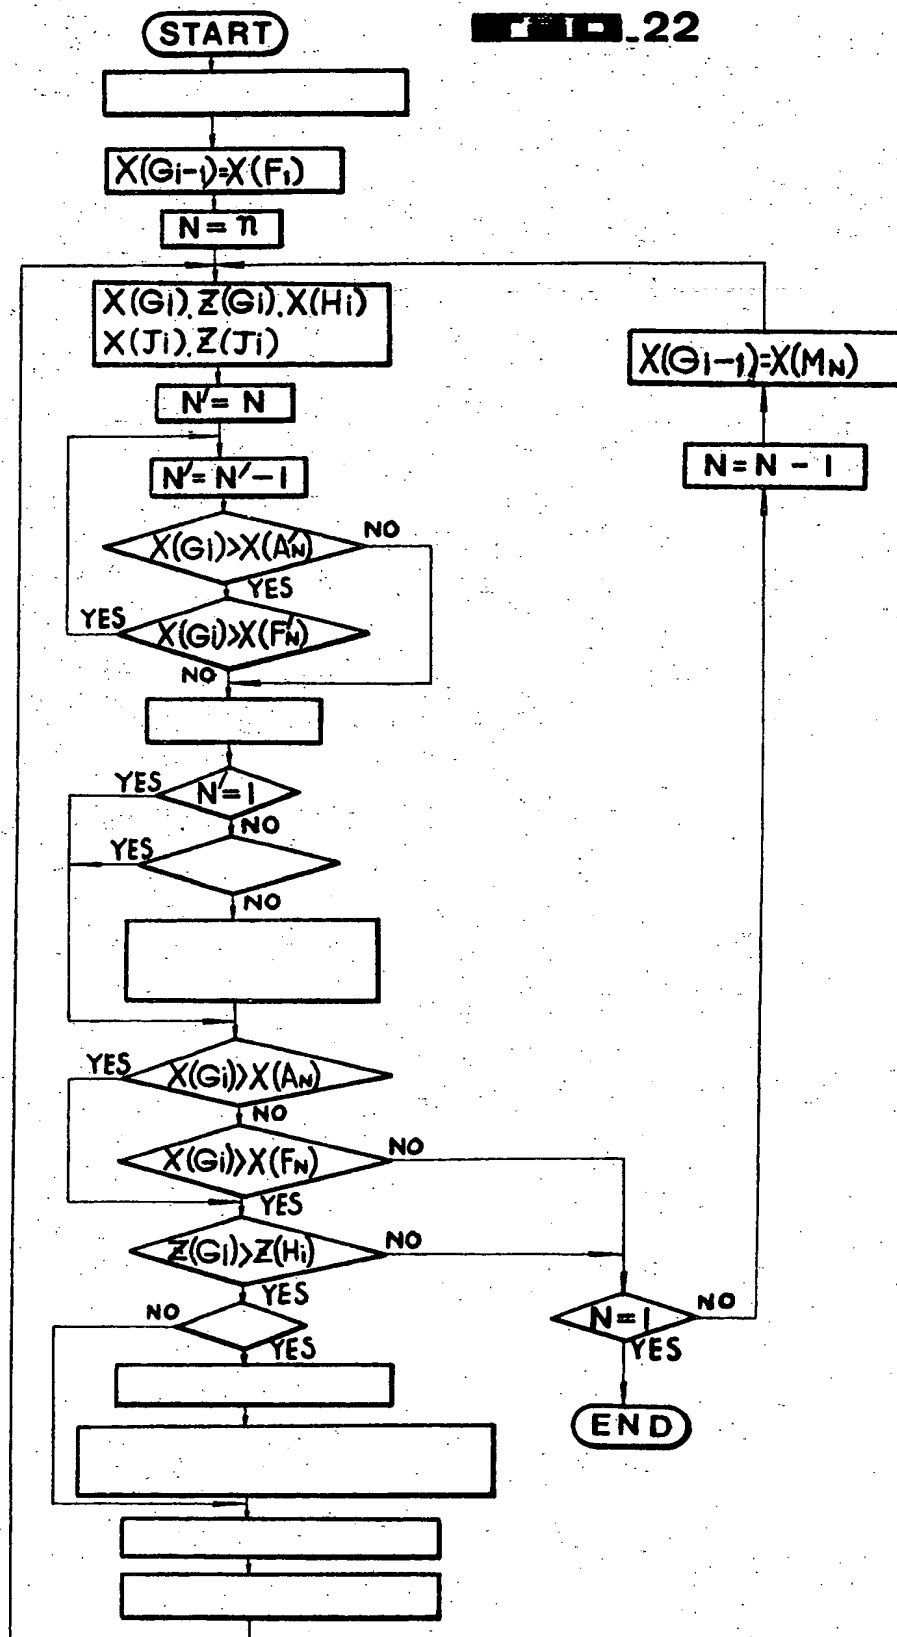 START
-22
X(Gi-1)=X(F1)
N = n
X(Gi).Z(Gi).X(Hi)
X(Ji).Z(Ji)
X(Gi-1)=X(MN)
N'= N
N = N - 1
N'= N'- 1
NO
X(Gi)>X(A'N)
YES
YES
X(Gi)>X(F'N)
NO
YES
N'= 1
NO
YES
NO
YES
X(Gi)>X(AN)
NO
NO
X(Gi)>X(FN)
YES
NO
Z(Gi)>Z(Hi)
YES
NO
NO
N = 1
YES
YES
END